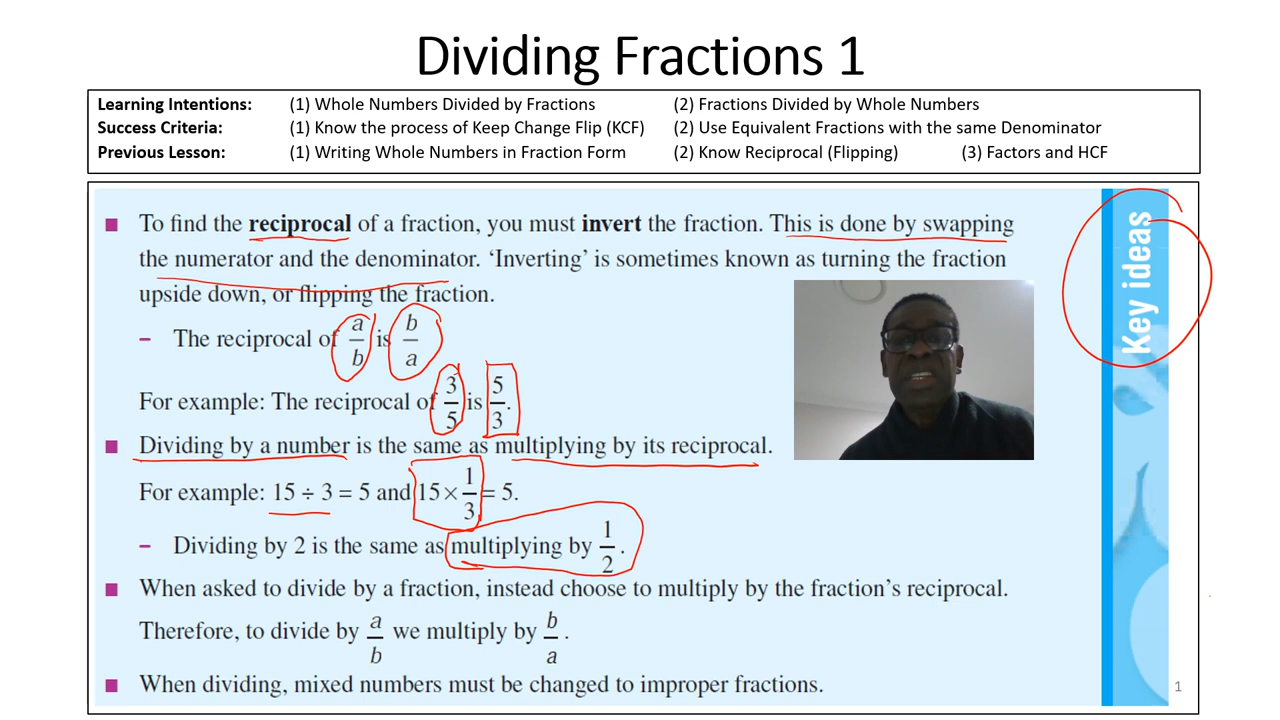 Dividing Fractions 1
Learning Intentions: (1) Whole Numbers Divided by Fractions (2) Fractions Divided by Whole Numbers
Success Criteria: (1) Know the process of Keep Change Flip (KCF) (2) Use Equivalent Fractions with the same Denominator
Previous Lesson: (1) Writing Whole Numbers in Fraction Form (2) Know Reciprocal (Flipping) (3) Factors and HCF
Key ideas
■ To find the reciprocal of a fraction, you must invert the fraction. This is done by swapping
the numerator and the denominator. ‘Inverting’ is sometimes known as turning the fraction
upside down, or flipping the fraction.
– The reciprocal of a/b is b/a
For example: The reciprocal of 3/5 is 5/3.
■ Dividing by a number is the same as multiplying by its reciprocal.
For example: 15 ÷ 3 = 5 and 15 × 1/3 = 5.
– Dividing by 2 is the same as multiplying by 1/2.
■ When asked to divide by a fraction, instead choose to multiply by the fraction’s reciprocal.
Therefore, to divide by a/b we multiply by b/a.
■ When dividing, mixed numbers must be changed to improper fractions.
1